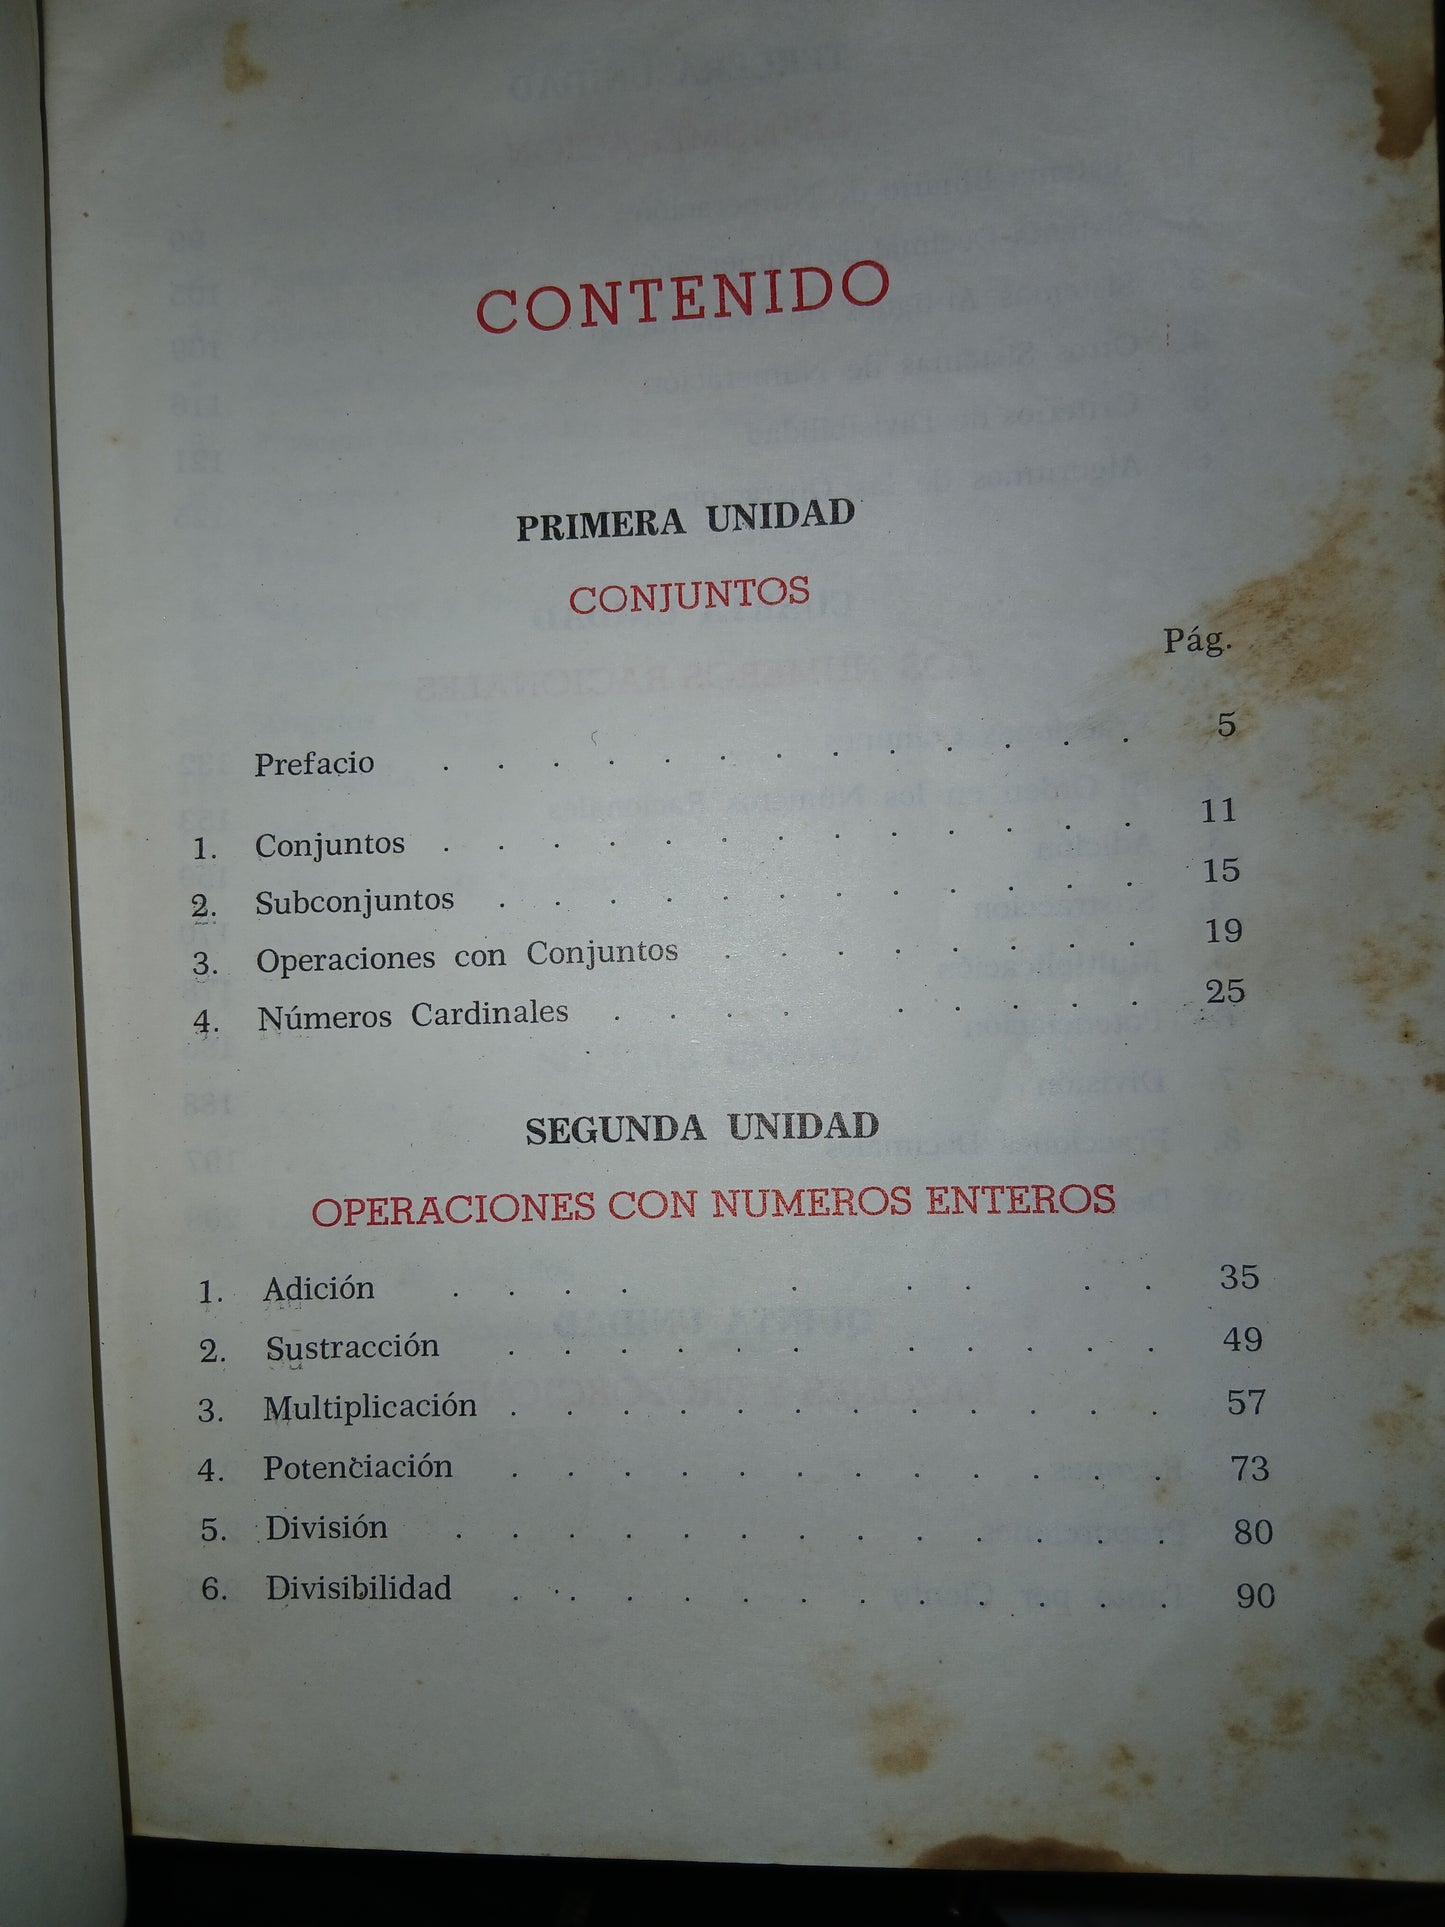 CONTENIDO
PRIMERA UNIDAD
CONJUNTOS
Pág.
Prefacio . . . . . . . . . . . . . 5
1. Conjuntos . . . . . . . . . . . . . 11
2. Subconjuntos . . . . . . . . . . . . 15
3. Operaciones con Conjuntos . . . . . . . . 19
4. Números Cardinales . . . . . . . . . 25
SEGUNDA UNIDAD
OPERACIONES CON NUMEROS ENTEROS
1. Adición . . . . . . . . . 35
2. Sustracción . . . . . . . . . . . 49
3. Multiplicación . . . . . . . . . . . . 57
4. Potenciación . . . . . . . . . . . . 73
5. División . . . . . . . . . . . . . 80
6. Divisibilidad . . . . . . . . . . . . 90